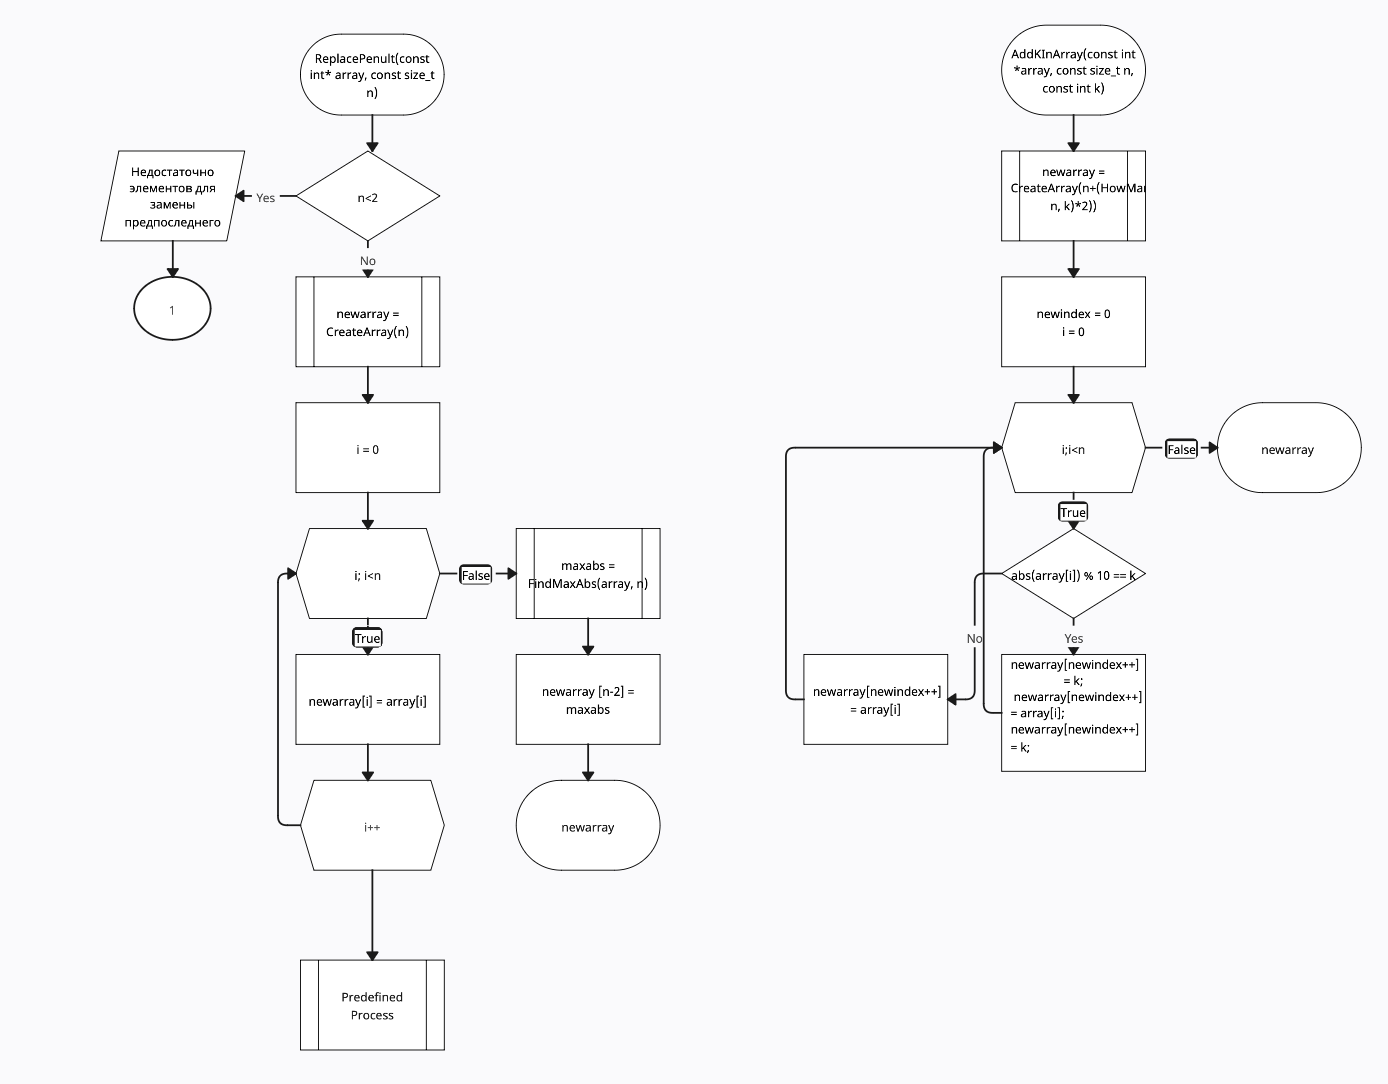 ReplacePenult(const
int* array, const size_t
n)
n<2
Yes
Недостаточно
элементов для
замены
предпоследнего
1
No
newarray =
CreateArray(n)
i = 0
i; i<n
False
maxabs =
FindMaxAbs(array, n)
True
newarray[i] = array[i]
newarray [n-2] =
maxabs
i++
newarray
Predefined
Process
AddKInArray(const int
*array, const size_t n,
const int k)
newarray =
n, k)*2))
newindex = 0
i = 0
i;i<n
False
newarray
True
abs(array[i]) % 10 == k
No
Yes
newarray[newindex++]
= array[i]
newarray[newindex++]
= k;
newarray[newindex++]
= array[i];
newarray[newindex++]
= k;